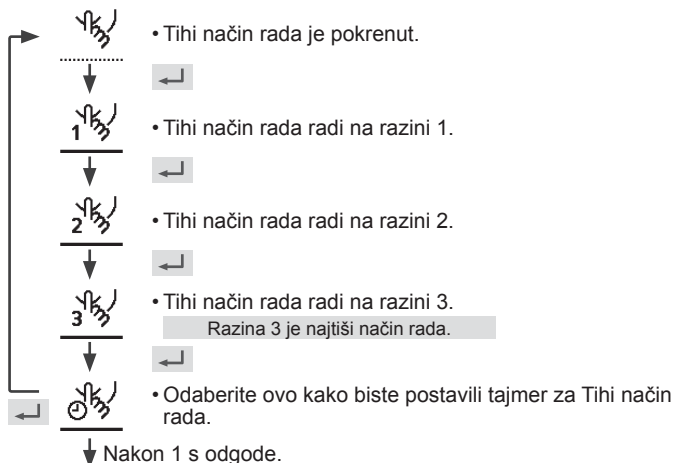 • Tihi način rada je pokrenut.
1
• Tihi način rada radi na razini 1.
2
• Tihi način rada radi na razini 2.
3
• Tihi način rada radi na razini 3.
Razina 3 je najtiši način rada.
• Odaberite ovo kako biste postavili tajmer za Tihi način
rada.
Nakon 1 s odgode.